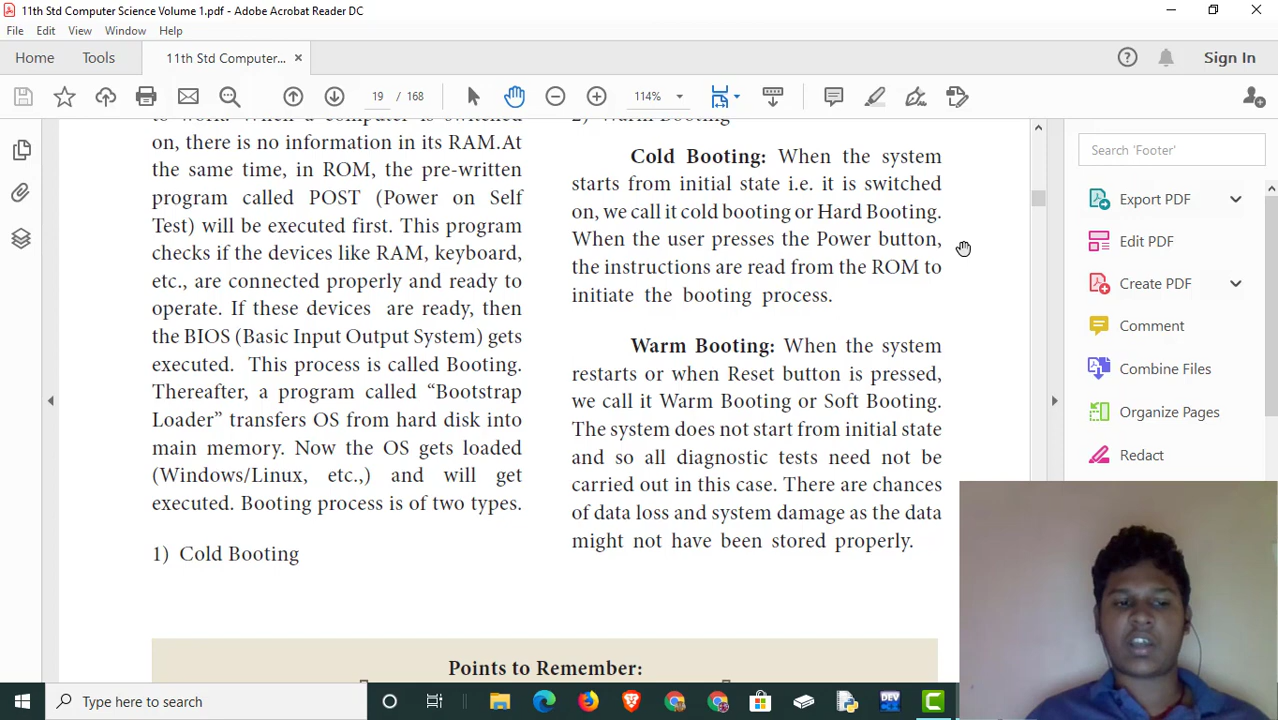 11th Std Computer Science Volume 1.pdf - Adobe Acrobat Reader DC
File Edit View Window Help
Home Tools 11th Std Computer... × Sign In
19 / 168 114%
on, there is no information in its RAM.At
the same time, in ROM, the pre-written
program called POST (Power on Self
Test) will be executed first. This program
checks if the devices like RAM, keyboard,
etc., are connected properly and ready to
operate. If these devices are ready, then
the BIOS (Basic Input Output System) gets
executed. This process is called Booting.
Thereafter, a program called “Bootstrap
Loader” transfers OS from hard disk into
main memory. Now the OS gets loaded
(Windows/Linux, etc.,) and will get
executed. Booting process is of two types.
1) Cold Booting
2) Warm Booting
Cold Booting: When the system
starts from initial state i.e. it is switched
on, we call it cold booting or Hard Booting.
When the user presses the Power button,
the instructions are read from the ROM to
initiate the booting process.
Warm Booting: When the system
restarts or when Reset button is pressed,
we call it Warm Booting or Soft Booting.
The system does not start from initial state
and so all diagnostic tests need not be
carried out in this case. There are chances
of data loss and system damage as the data
might not have been stored properly.
Points to Remember:
Search 'Footer'
Export PDF
Edit PDF
Create PDF
Comment
Combine Files
Organize Pages
Redact
Type here to search
DEV